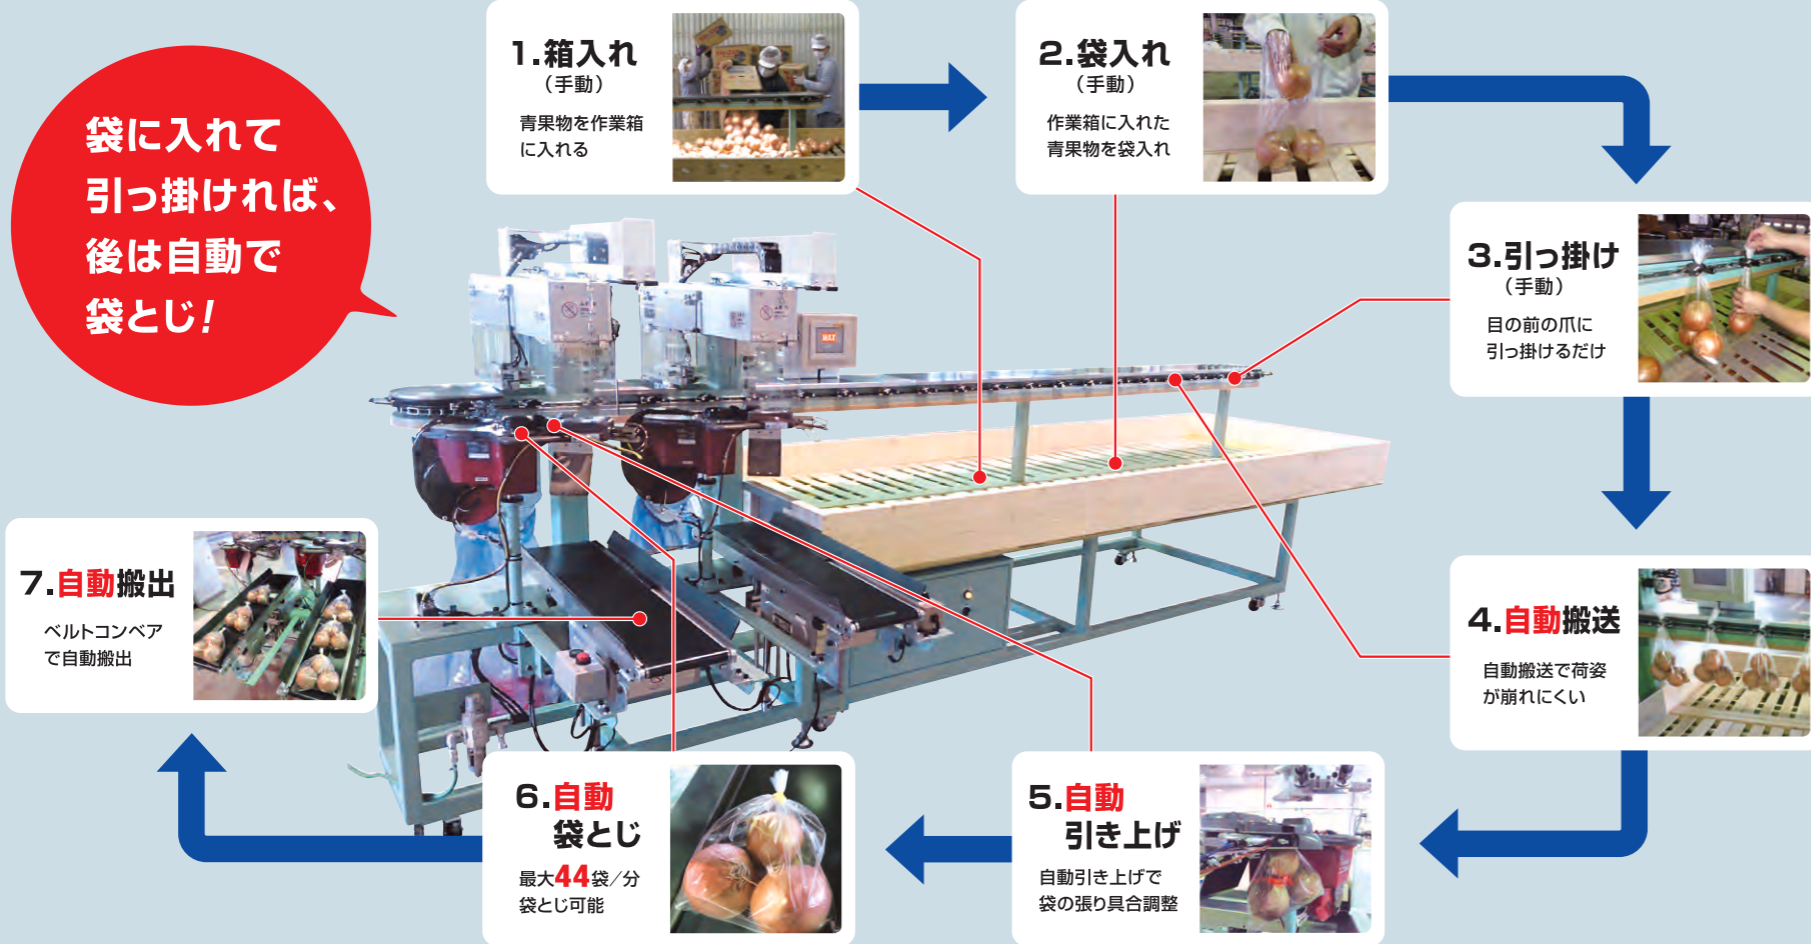 袋に入れて
引っ掛ければ、
後は自動で
袋とじ!
1.箱入れ
(手動)
青果物を作業箱
に入れる
2.袋入れ
(手動)
作業箱に入れた
青果物を袋入れ
3.引っ掛け
(手動)
目の前の爪に
引っ掛けるだけ
4.自動搬送
自動搬送で荷姿
が崩れにくい
5.自動
引き上げ
自動引き上げで
袋の張り具合調整
6.自動
袋とじ
最大44袋/分
袋とじ可能
7.自動搬出
ベルトコンベア
で自動搬出
MAX